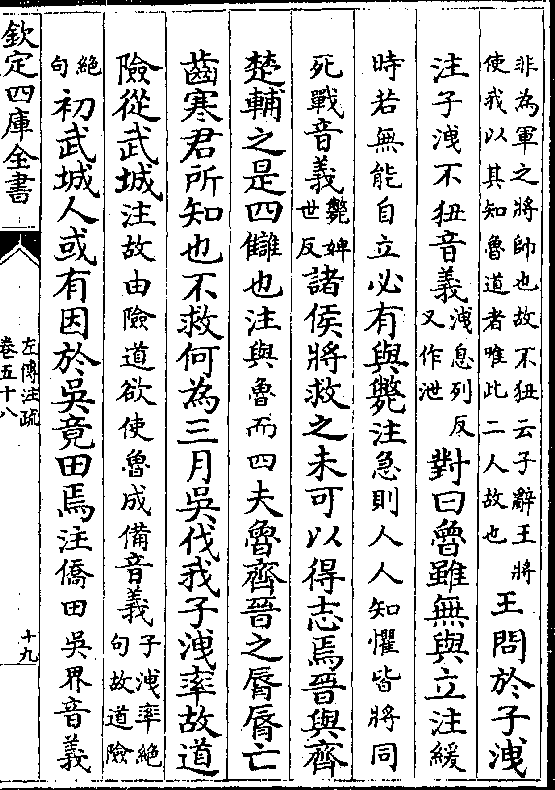 非為軍之將帥也故不狃云子辭王將
使我以其知魯道者唯此二人故也
王問於子洩
注子洩不狃音義洩息列反又作泄對曰魯雖無與立注緩
時若無能自立必有與斃注急則人人知懼皆將同
死戰音義斃婢世反諸侯將救之未可以得志焉晉與齊
楚輔之是四讎也注與魯而四夫魯齊晉之脣脣亡
齒寒君所知也不救何為三月吳伐我子洩率故道
險從武城注故由險道欲使魯成備音義子洩率絶句故道險
絶句初武城人或有因於吳竟田焉注僑田吳界音義
欽定四庫全書
左傳注疏
卷五十八
十九